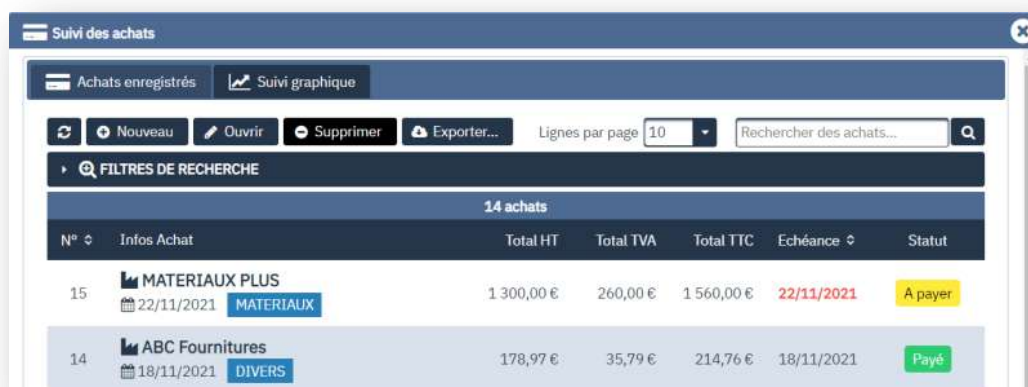 Suivi des achats
Achats enregistrés Suivi graphique
Nouveau Ouvrir Supprimer Exporter... Lignes par page 10 Rechercher des achats...
FILTRES DE RECHERCHE
14 achats
N° Infos Achat Total HT Total TVA Total TTC Echéance Statut
15 MATERIAUX PLUS 1 300,00 € 260,00 € 1 560,00 € 22/11/2021 A payer
22/11/2021 MATERIAUX
14 ABC Fournitures 178,97 € 35,79 € 214,76 € 18/11/2021 Payé
18/11/2021 DIVERS